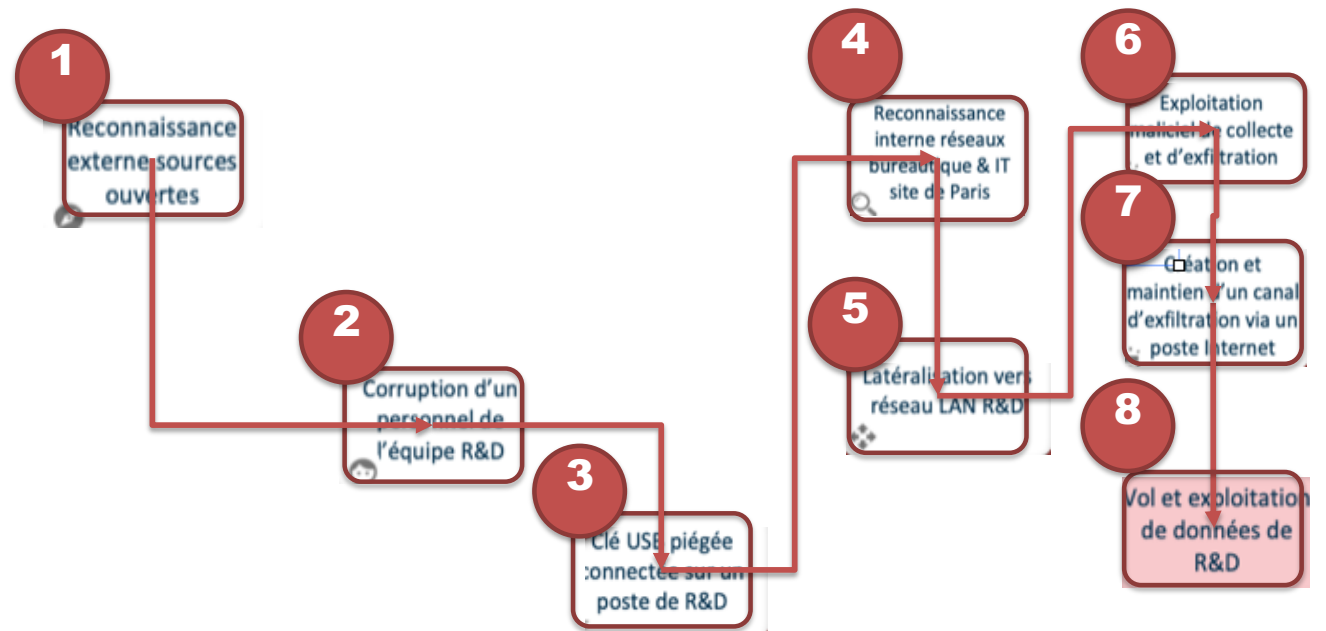 1
Reconnaissance
externe sources
ouvertes
2
Corruption d'un
personnel de
l'équipe R&D
3
Clé USB piégée
connectée sur un
poste de R&D
4
Reconnaissance
interne réseaux
bureautique & IT
site de Paris
5
Latéralisation vers
réseau LAN R&D
6
Exploitation
maliciel de collecte
et d'exfiltration
7
Création et
maintien d'un canal
d'exfiltration via un
poste Internet
8
Vol et exploitation
de données de
R&D